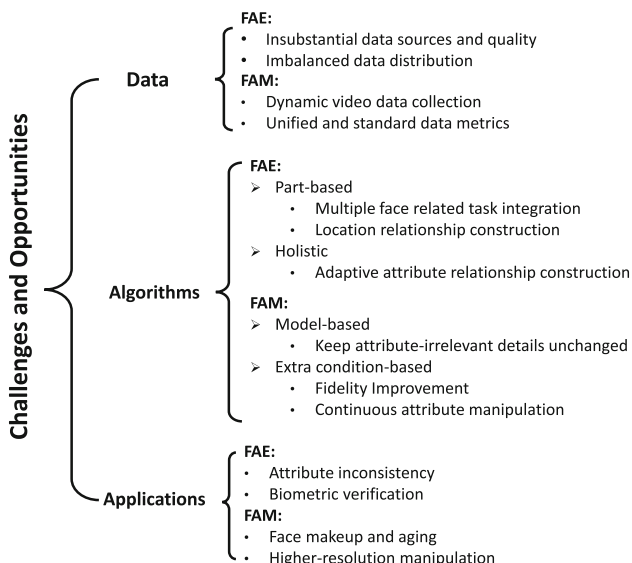 Challenges and Opportunities
Data
FAE:
• Insubstantial data sources and quality
• Imbalanced data distribution
FAM:
• Dynamic video data collection
• Unified and standard data metrics
Algorithms
FAE:
➢ Part-based
• Multiple face related task integration
• Location relationship construction
➢ Holistic
• Adaptive attribute relationship construction
FAM:
➢ Model-based
• Keep attribute-irrelevant details unchanged
➢ Extra condition-based
• Fidelity Improvement
• Continuous attribute manipulation
Applications
FAE:
• Attribute inconsistency
• Biometric verification
FAM:
• Face makeup and aging
• Higher-resolution manipulation